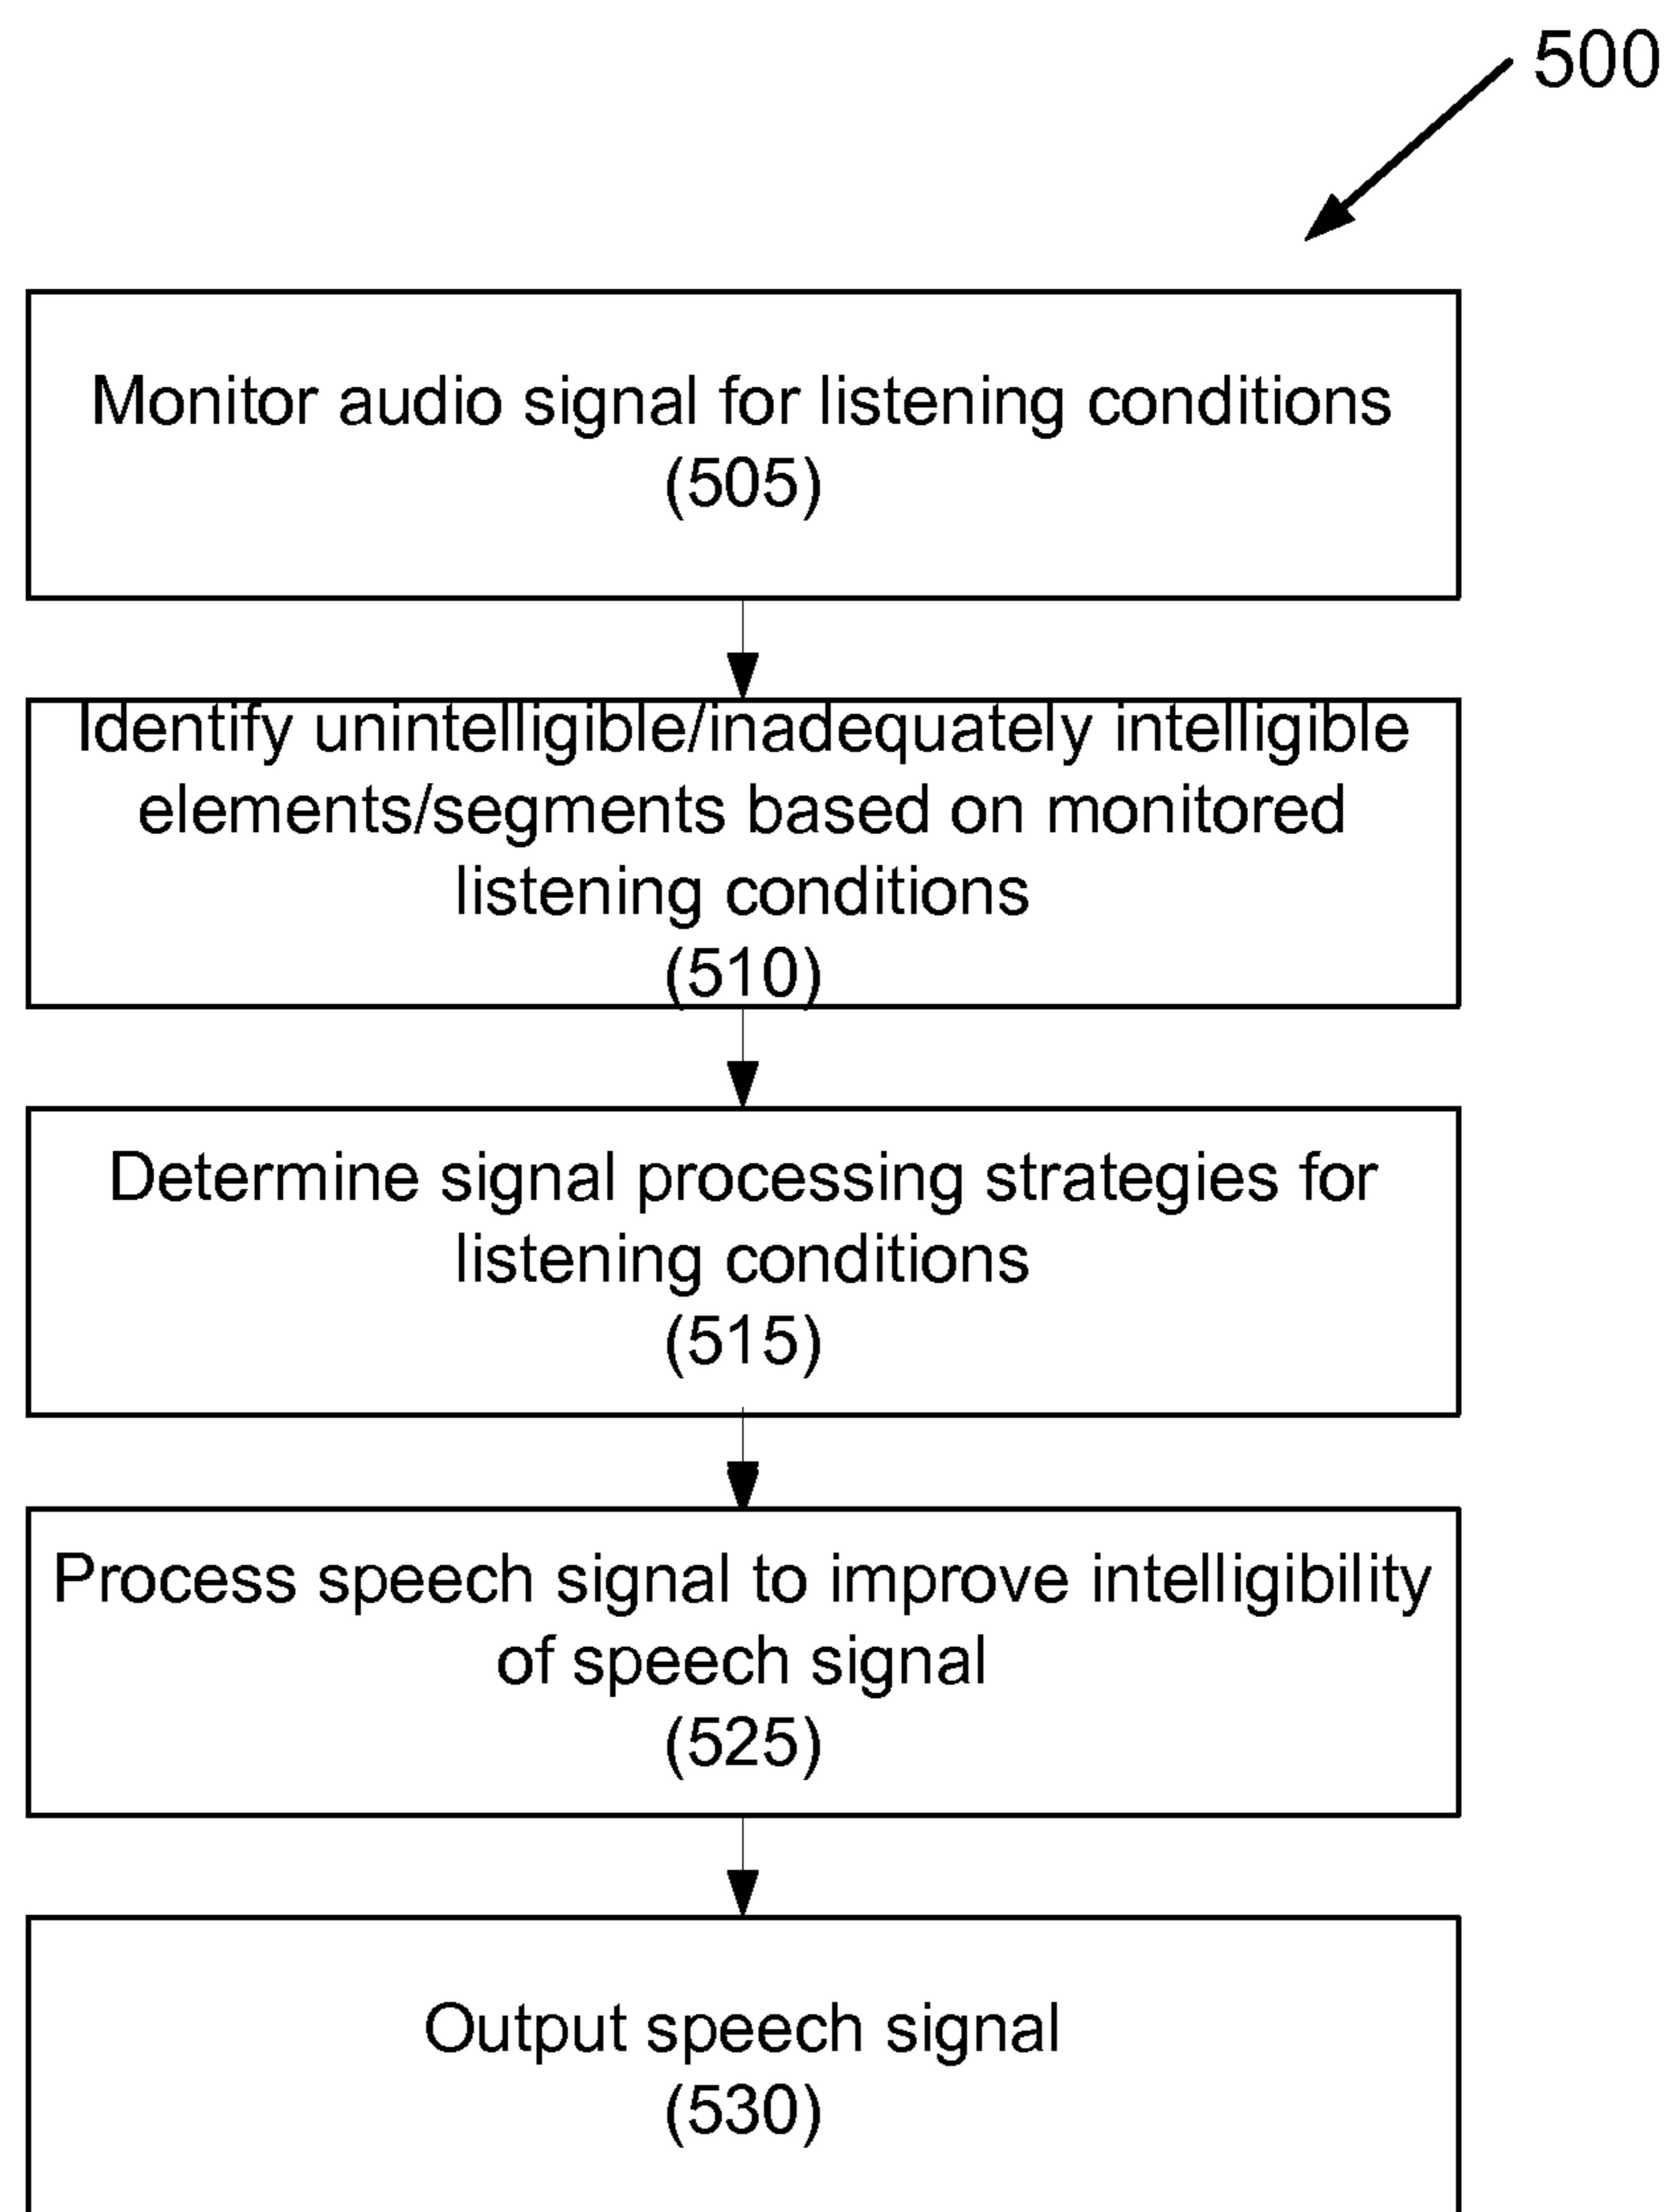 500
Monitor audio signal for listening conditions
(505)
Identify unintelligible/inadequately intelligible
elements/segments based on monitored
listening conditions
(510)
Determine signal processing strategies for
listening conditions
(515)
Process speech signal to improve intelligibility
of speech signal
(525)
Output speech signal
(530)